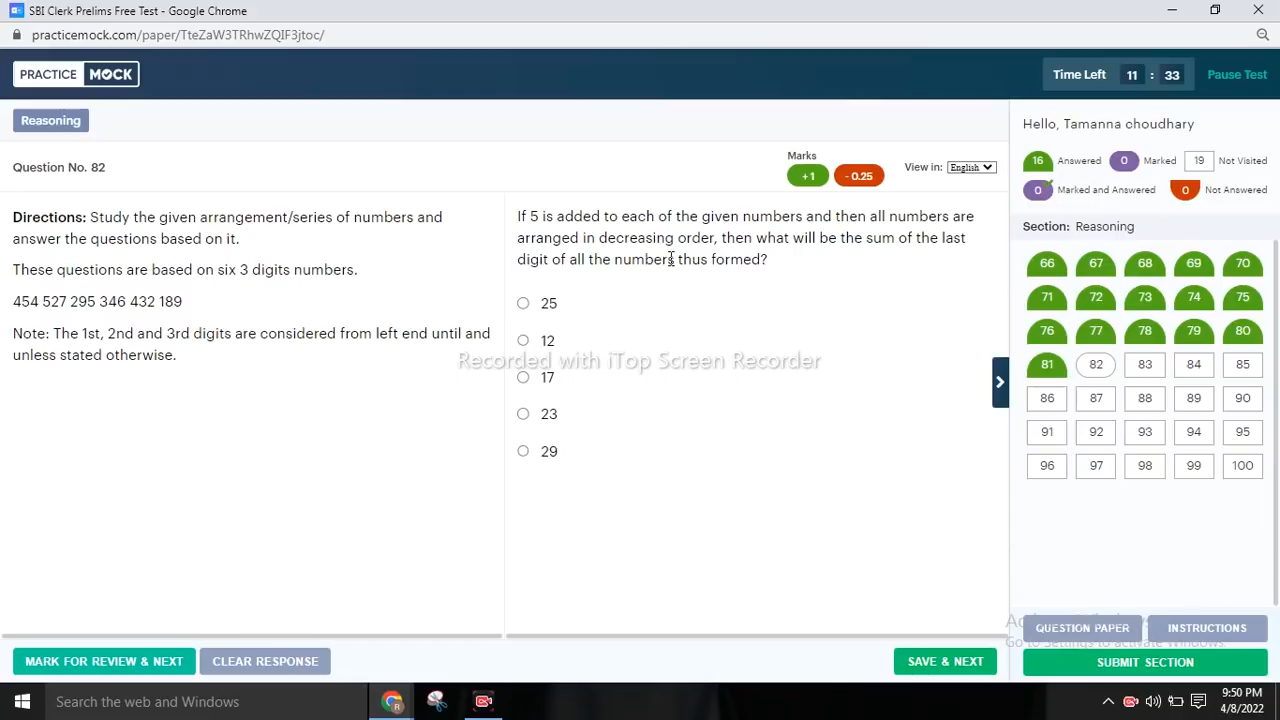 SBI Clerk Prelims Free Test - Google Chrome
practicemock.com/paper/TteZaW3TRhwZQIF3jtoc/
PRACTICE MOCK
Time Left 11 : 33 Pause Test
Reasoning
Hello, Tamanna choudhary
Question No. 82
Marks
+ 1 - 0.25
View in: English
16 Answered 0 Marked 19 Not Visited
0 Marked and Answered 0 Not Answered
Section: Reasoning
Directions: Study the given arrangement/series of numbers and
answer the questions based on it.
These questions are based on six 3 digits numbers.
454 527 295 346 432 189
Note: The 1st, 2nd and 3rd digits are considered from left end until and
unless stated otherwise.
If 5 is added to each of the given numbers and then all numbers are
arranged in decreasing order, then what will be the sum of the last
digit of all the numbers thus formed?
25
12
17
23
29
Recorded with iTop Screen Recorder
66 67 68 69 70
71 72 73 74 75
76 77 78 79 80
81 82 83 84 85
86 87 88 89 90
91 92 93 94 95
96 97 98 99 100
QUESTION PAPER INSTRUCTIONS
Go to Settings to activate Windows.
MARK FOR REVIEW & NEXT CLEAR RESPONSE SAVE & NEXT SUBMIT SECTION
Search the web and Windows
9:50 PM
4/8/2022